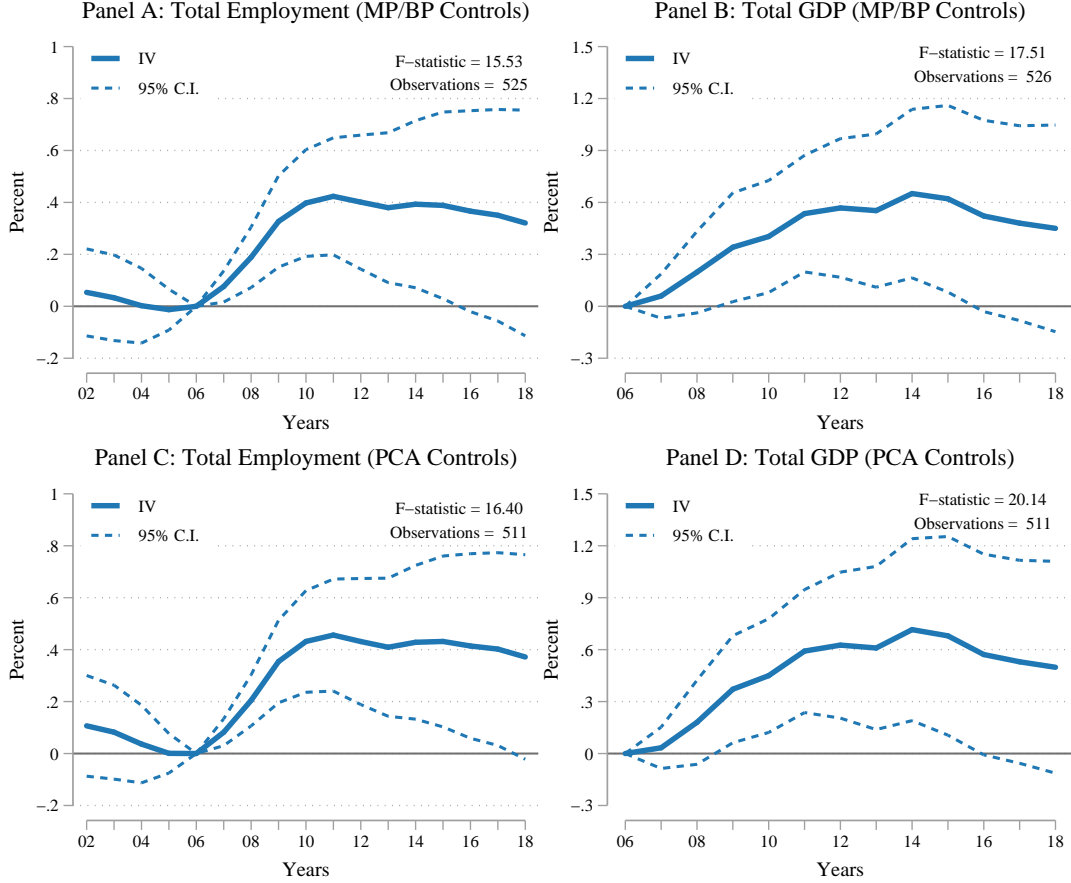 Panel A: Total Employment (MP/BP Controls)
1
.8
.6
.4
.2
0
−.2
Percent
IV
95% C.I.
F−statistic = 15.53
Observations = 525
02 04 06 08 10 12 14 16 18
Years
Panel B: Total GDP (MP/BP Controls)
1.5
1.2
.9
.6
.3
0
−.3
Percent
IV
95% C.I.
F−statistic = 17.51
Observations = 526
06 08 10 12 14 16 18
Years
Panel C: Total Employment (PCA Controls)
1
.8
.6
.4
.2
0
−.2
Percent
IV
95% C.I.
F−statistic = 16.40
Observations = 511
02 04 06 08 10 12 14 16 18
Years
Panel D: Total GDP (PCA Controls)
1.5
1.2
.9
.6
.3
0
−.3
Percent
IV
95% C.I.
F−statistic = 20.14
Observations = 511
06 08 10 12 14 16 18
Years